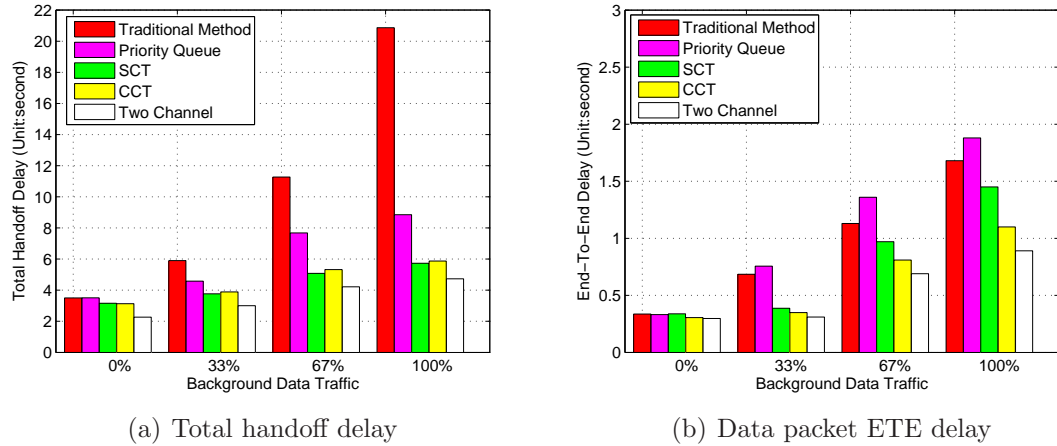 22
20
18
16
14
12
10
8
6
4
2
0
Total Handoff Delay (Unit:second)
Traditional Method
Priority Queue
SCT
CCT
Two Channel
0% 33% 67% 100%
Background Data Traffic
(a) Total handoff delay
3
2.5
2
1.5
1
0.5
0
End−To−End Delay (Unit:second)
Traditional Method
Priority Queue
SCT
CCT
Two Channel
0% 33% 67% 100%
Background Data Traffic
(b) Data packet ETE delay